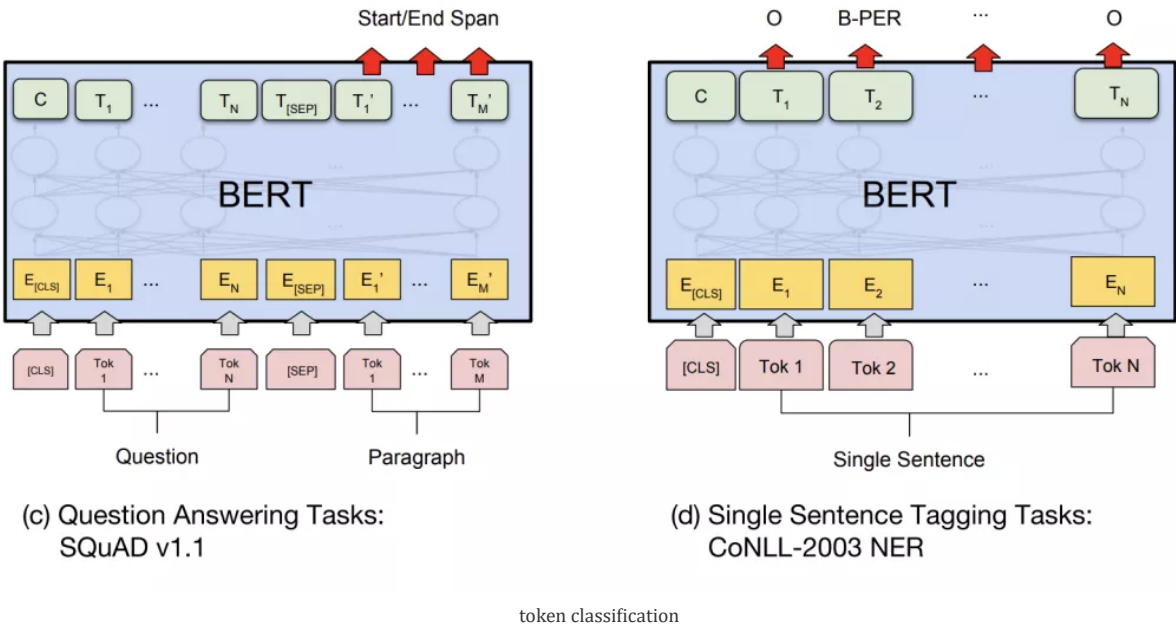 Start/End Span
C T1 ... TN T[SEP] T1' ... TM'
BERT
E[CLS] E1 ... EN E[SEP] E1' ... EM'
[CLS] Tok 1 ... Tok N [SEP] Tok 1 ... Tok M
Question Paragraph
(c) Question Answering Tasks:
SQuAD v1.1
O B-PER ... O
C T1 T2 ... TN
BERT
E[CLS] E1 E2 ... EN
[CLS] Tok 1 Tok 2 ... Tok N
Single Sentence
(d) Single Sentence Tagging Tasks:
CoNLL-2003 NER
token classification